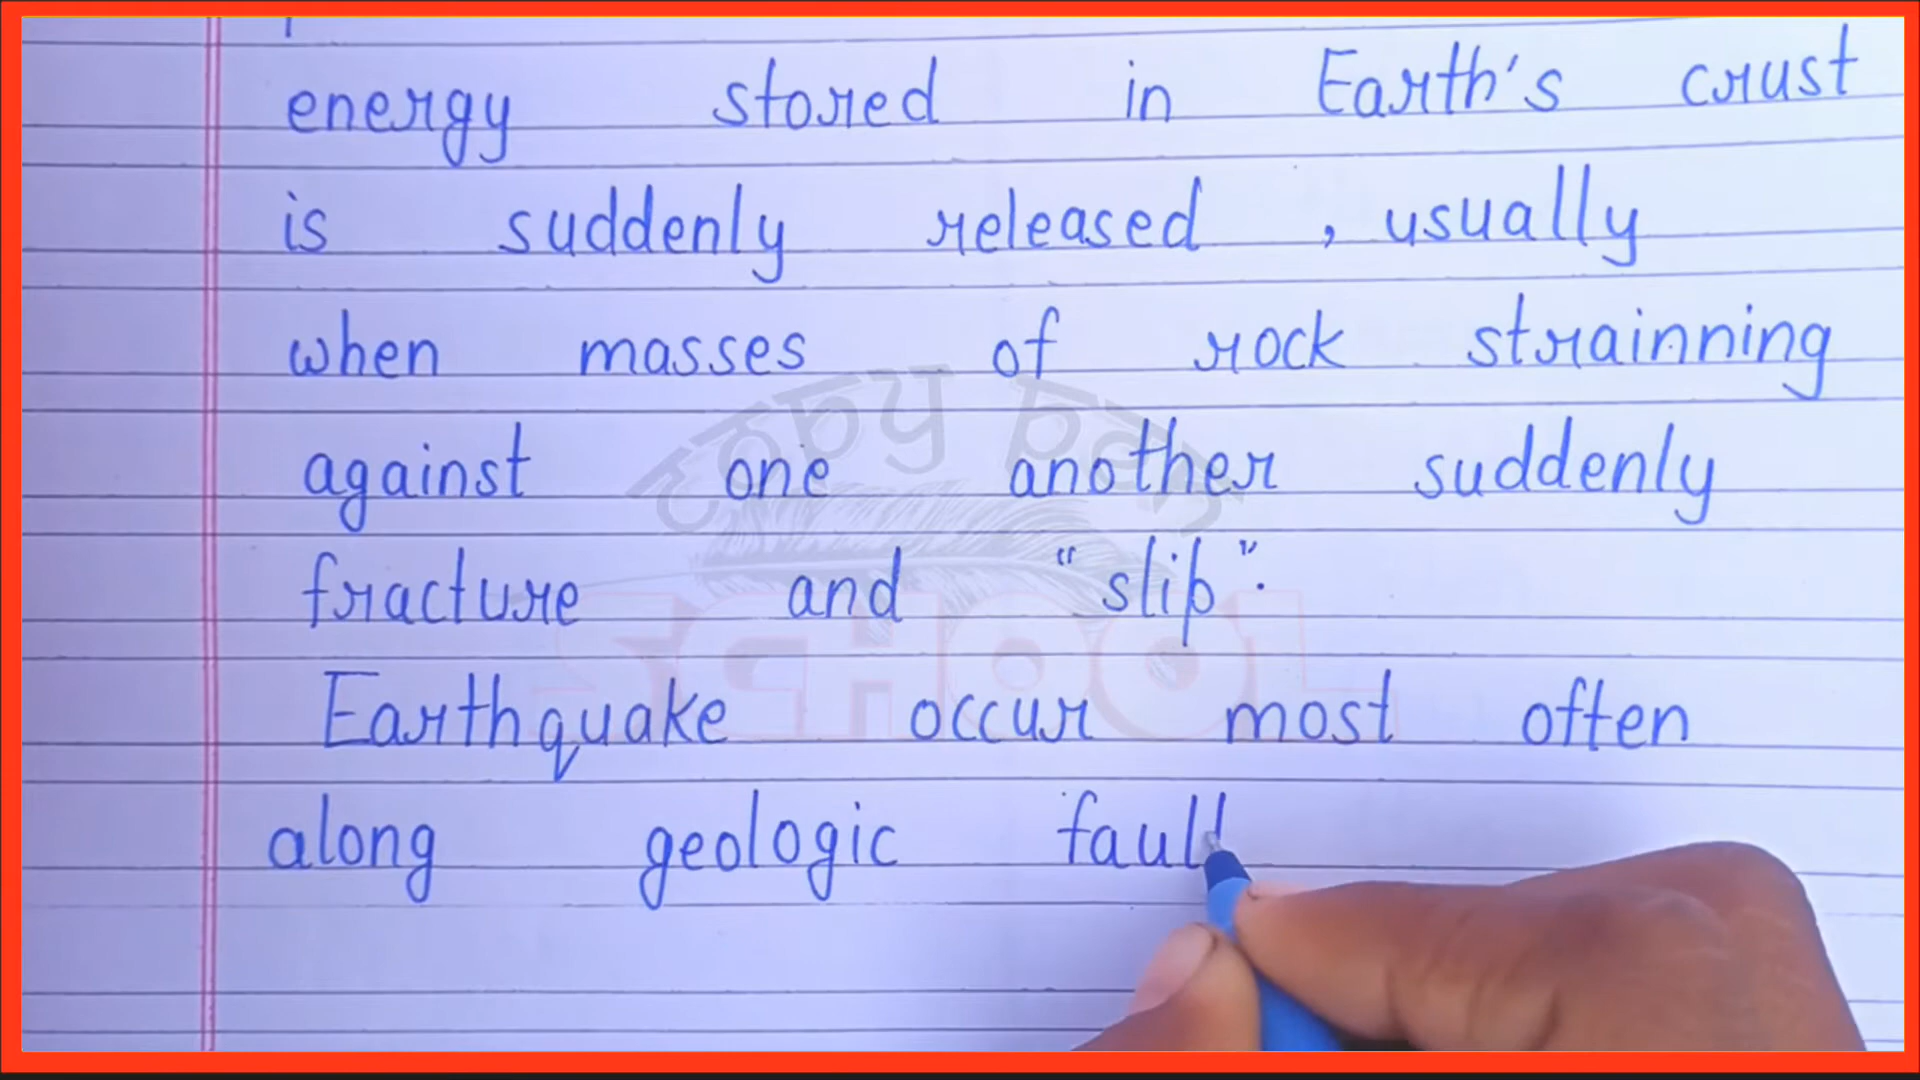 energy stored in Earth's crust
is suddenly released , usually
when masses of rock strainning
against one another suddenly
fracture and "slip".
Earthquake occur most often
along geologic